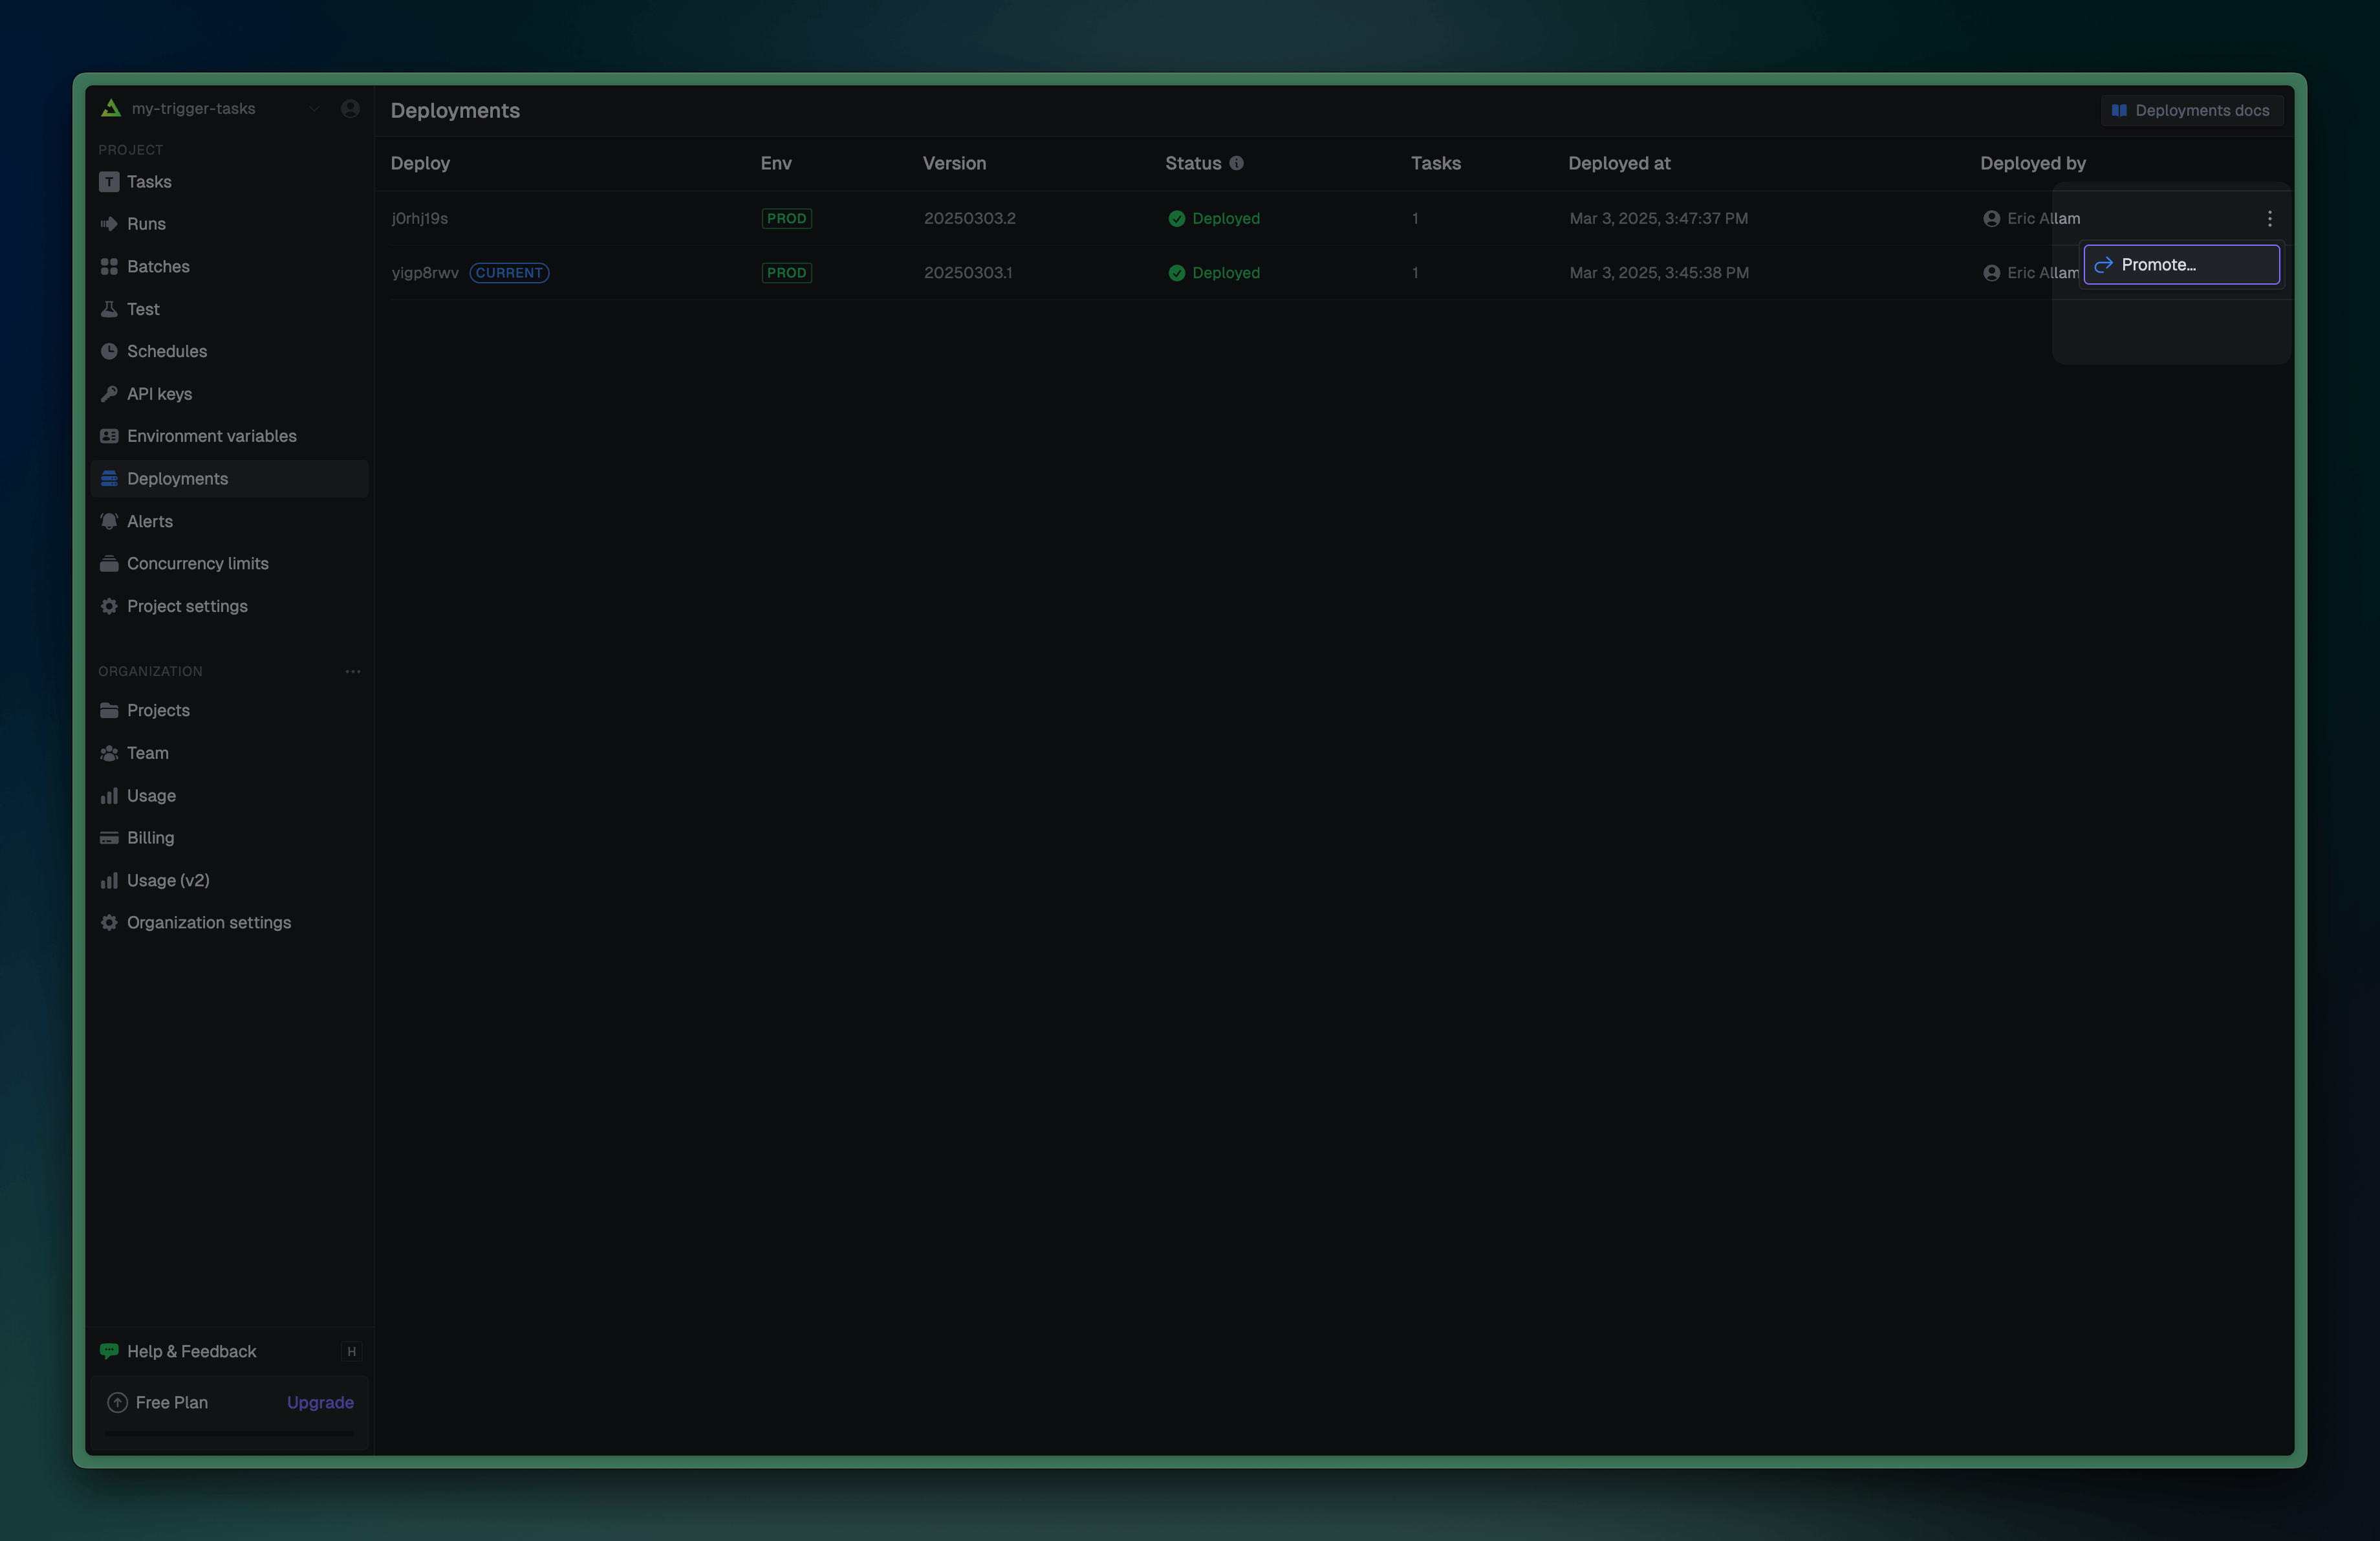 my-trigger-tasks
PROJECT
T Tasks
Runs
Batches
Test
Schedules
API keys
Environment variables
Deployments
Alerts
Concurrency limits
Project settings
ORGANIZATION
Projects
Team
Usage
Billing
Usage (v2)
Organization settings
Help & Feedback H
Free Plan Upgrade
Deployments Deployments docs
Deploy Env Version Status Tasks Deployed at Deployed by
j0rhj19s PROD 20250303.2 Deployed 1 Mar 3, 2025, 3:47:37 PM Eric Allam
yigp8rwv CURRENT PROD 20250303.1 Deployed 1 Mar 3, 2025, 3:45:38 PM Eric Allam
Promote...